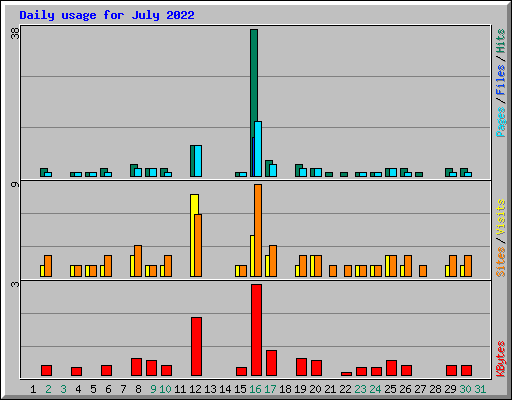 Daily usage for July 2022
38
Pages / Files / Hits
9
Sites / Visits
3
KBytes
1 2 3 4 5 6 7 8 9 10 11 12 13 14 15 16 17 18 19 20 21 22 23 24 25 26 27 28 29 30 31